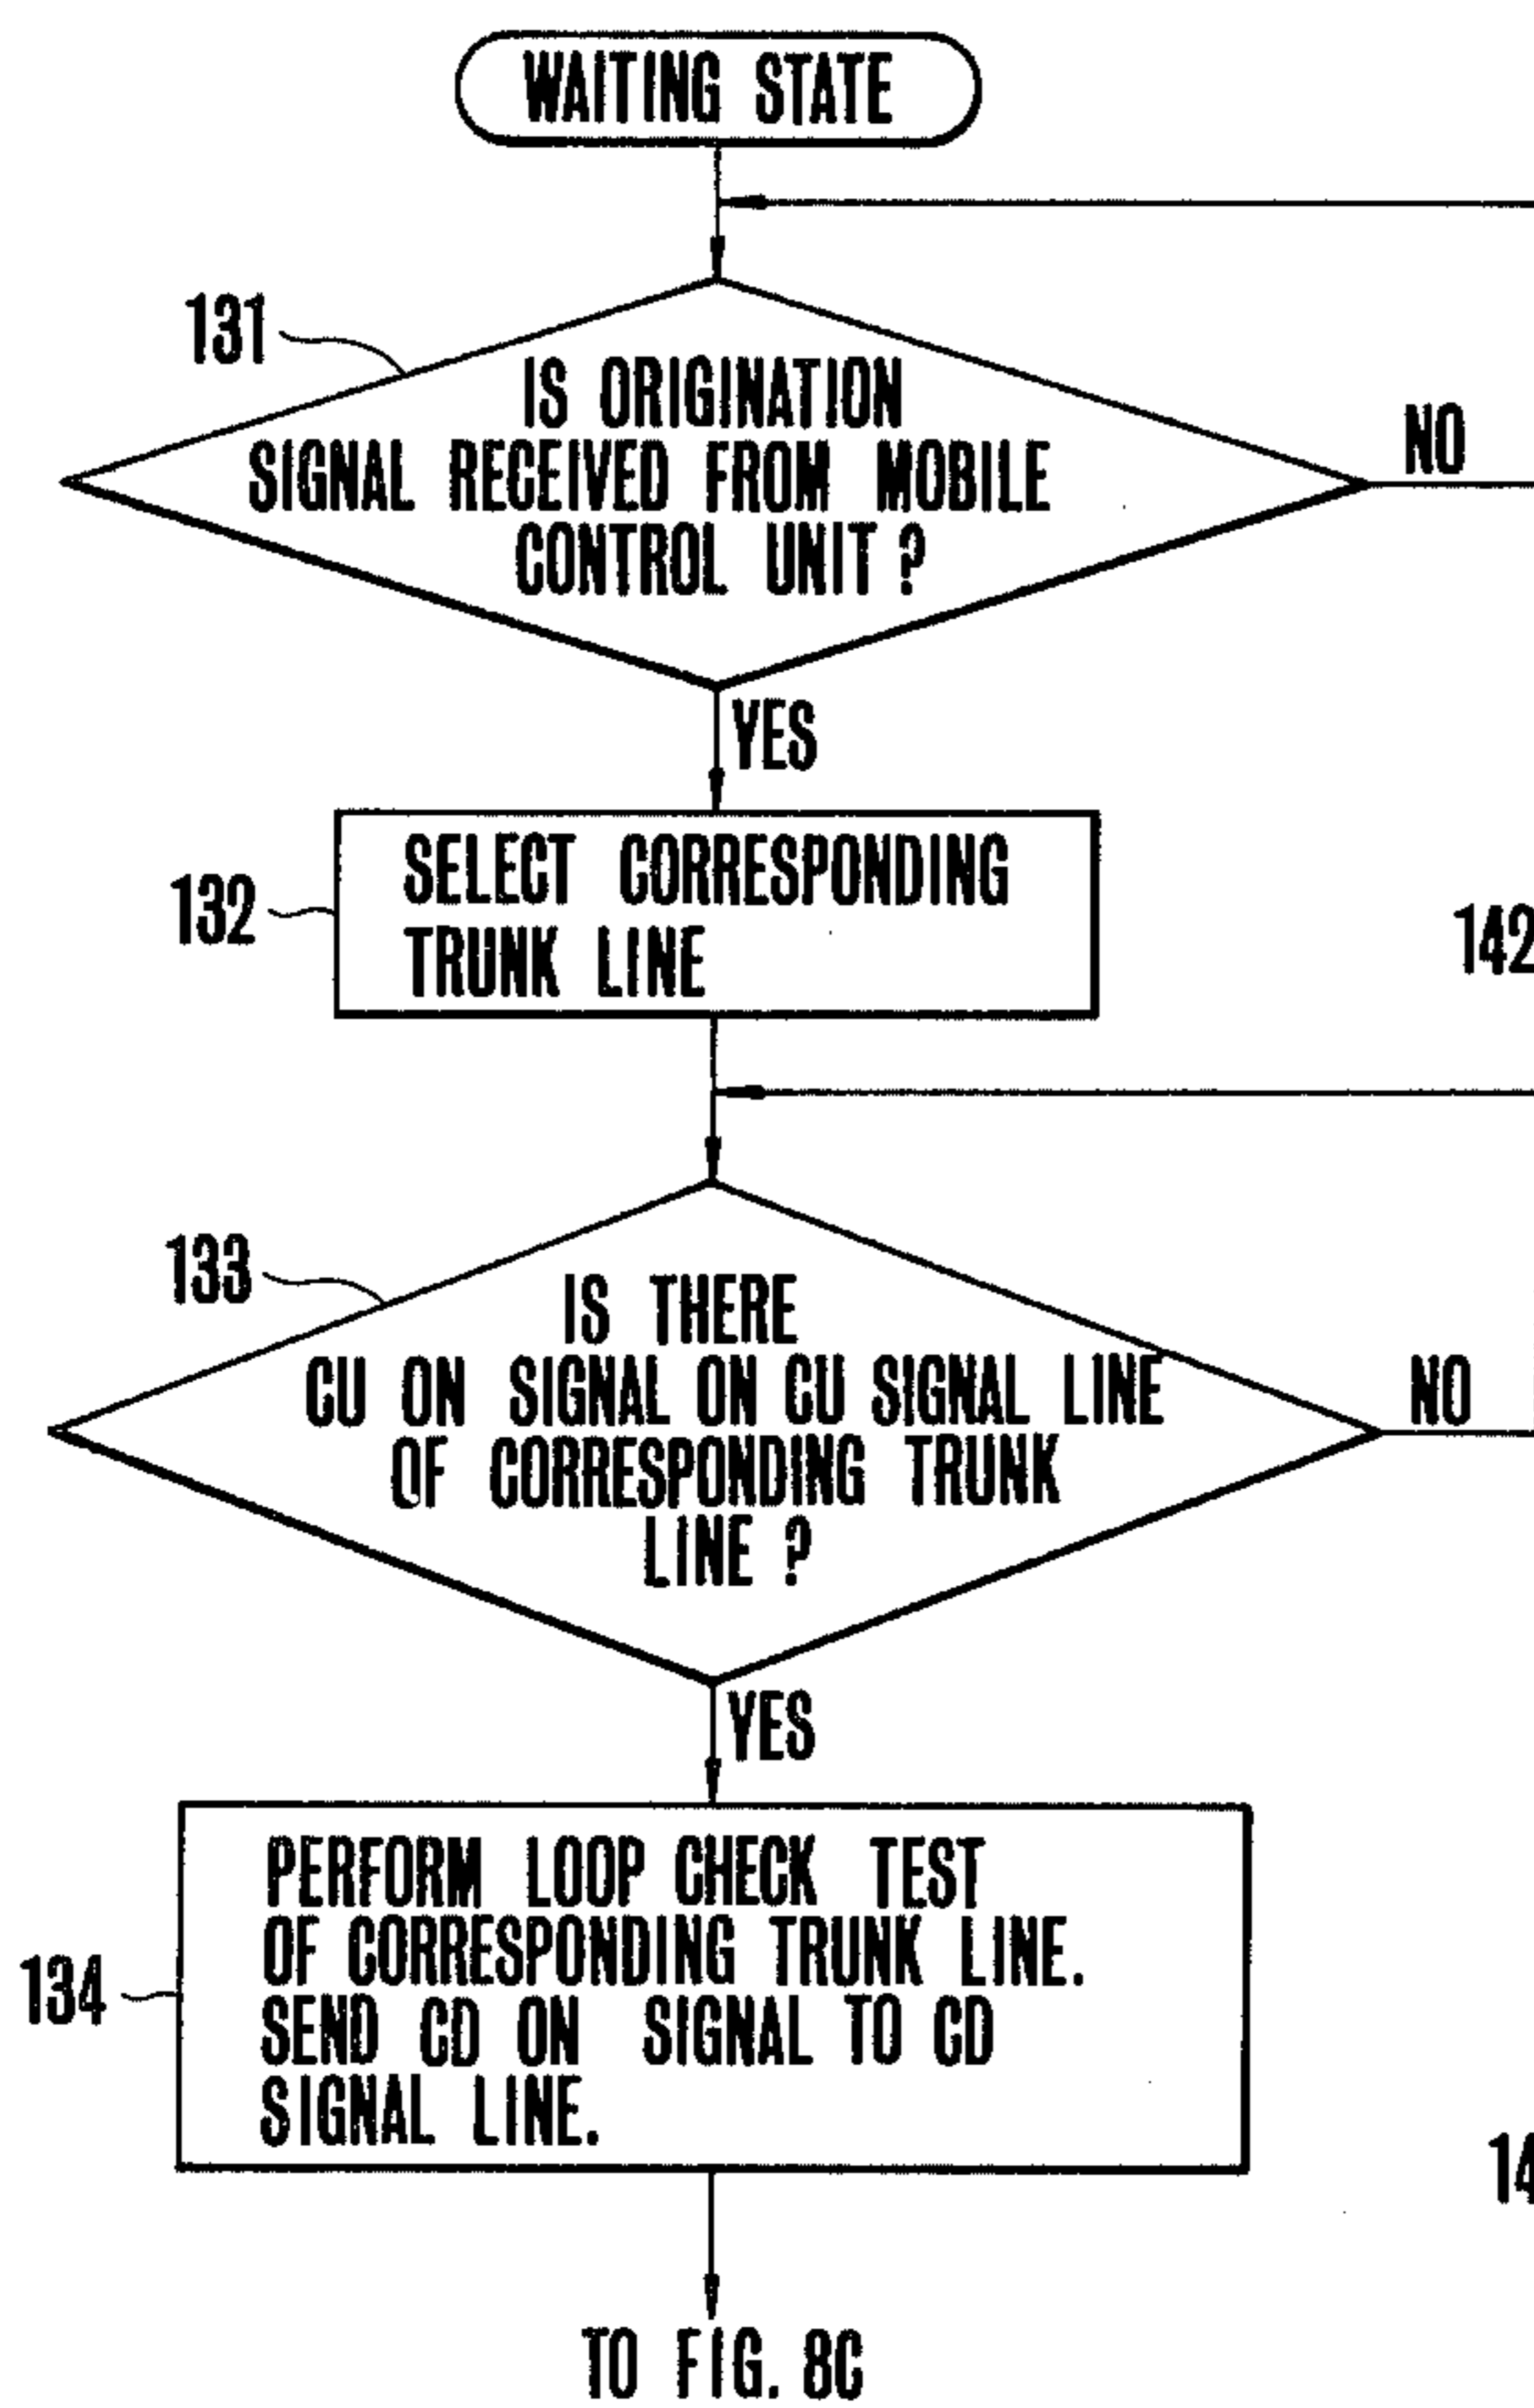 WAITING STATE
131
IS ORIGINATION
SIGNAL RECEIVED FROM MOBILE
CONTROL UNIT ?
NO
YES
132
SELECT CORRESPONDING
TRUNK LINE
142
133
IS THERE
CU ON SIGNAL ON CU SIGNAL LINE
OF CORRESPONDING TRUNK
LINE ?
NO
YES
134
PERFORM LOOP CHECK TEST
OF CORRESPONDING TRUNK LINE.
SEND CD ON SIGNAL TO CD
SIGNAL LINE.
TO FIG. 8C